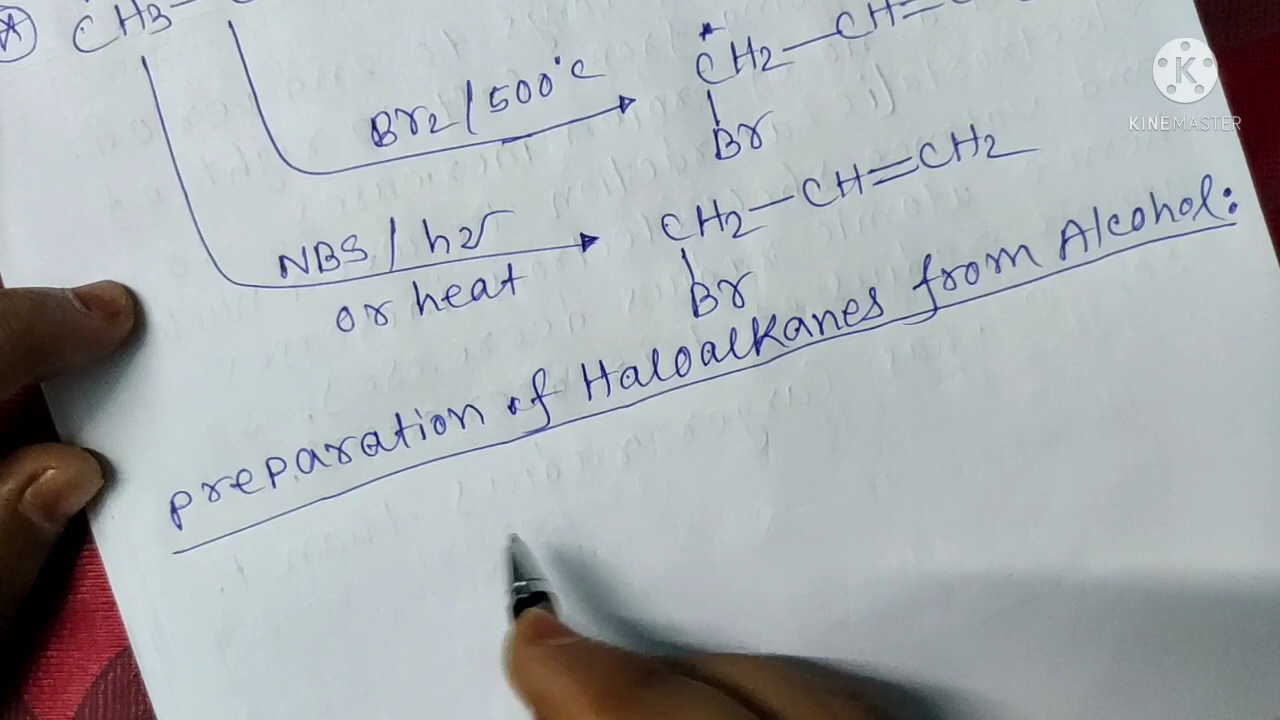 CH3-
Br2/500°C
*
CH2-CH=
Br
NBS/hν
or heat
CH2-CH=CH2
Br
preparation of Haloalkanes from Alcohol:
K
KINEMASTER